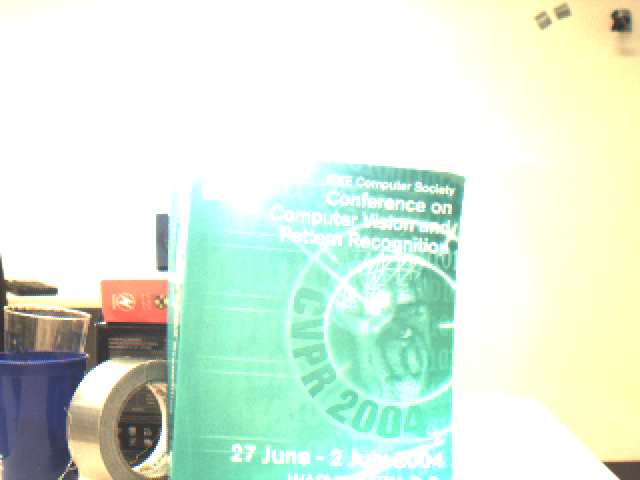 IEEE Computer Society
Conference on
Computer Vision and
Pattern Recognition
CVPR 2004
27 June - 2 July 2004